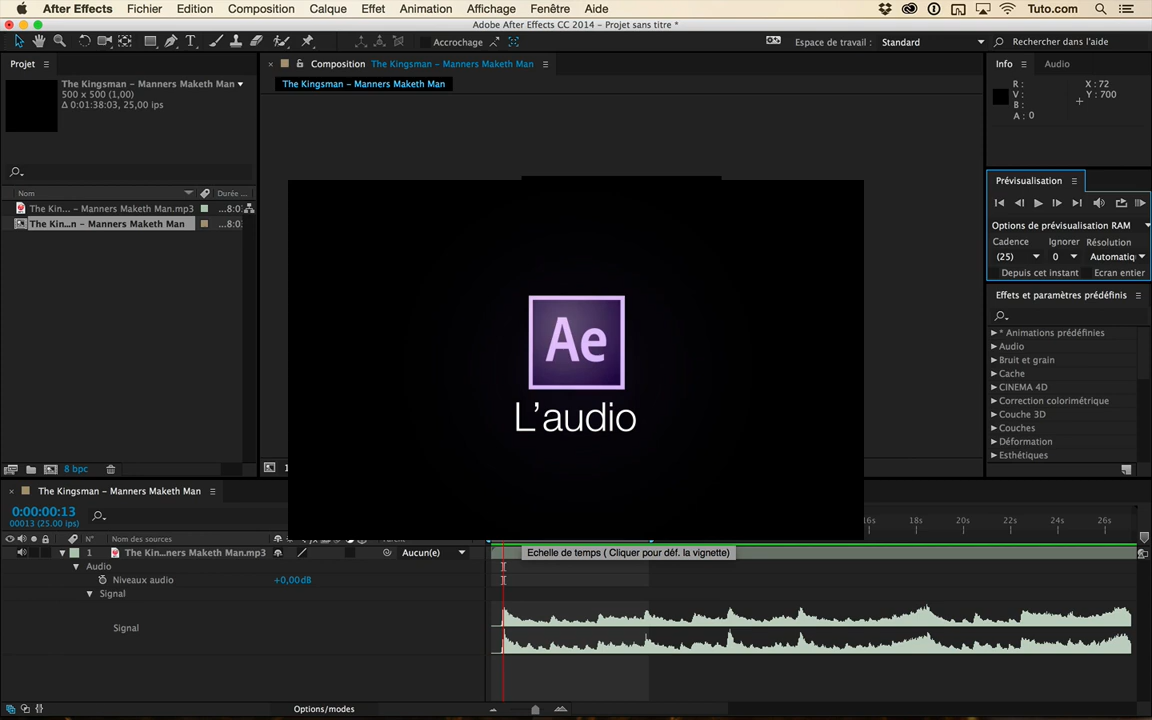 After Effects Fichier Edition Composition Calque Effet Animation Affichage Fenêtre Aide Tuto.com
Adobe After Effects CC 2014 - Projet sans titre *
Accrochage Espace de travail : Standard Rechercher dans l'aide
Projet
The Kingsman - Manners Maketh Man
500 x 500 (1,00)
Δ 0:01:38:03, 25,00 ips
Nom Durée ...
The Kin... - Manners Maketh Man.mp3 ...8:0
The Kin...n - Manners Maketh Man ...8:0
8 bpc
Composition The Kingsman - Manners Maketh Man
The Kingsman - Manners Maketh Man
Ae
L'audio
Info Audio
R : X : 72
V : Y : 700
B :
A : 0
Prévisualisation
Options de prévisualisation RAM
Cadence Ignorer Résolution
(25) 0 Automatiq
Depuis cet instant Ecran entier
Effets et paramètres prédéfinis
* Animations prédéfinies
Audio
Bruit et grain
Cache
CINEMA 4D
Correction colorimétrique
Couche 3D
Couches
Déformation
Esthétiques
The Kingsman - Manners Maketh Man
0:00:00:13
00013 (25.00 ips)
16s 18s 20s 22s 24s 26s
N° Nom des sources
1 The Kin...ners Maketh Man.mp3 Aucun(e)
Echelle de temps ( Cliquer pour déf. la vignette)
Audio
Niveaux audio +0,00dB
Signal
Signal
Options/modes